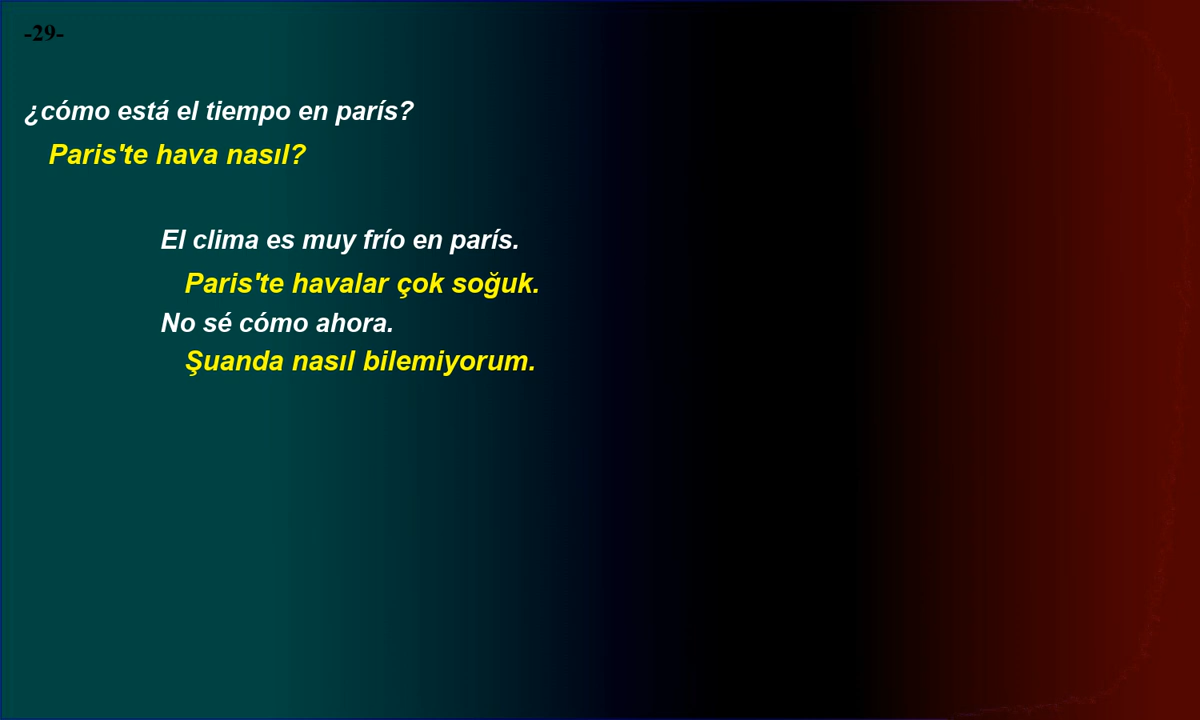 -29-
¿cómo está el tiempo en parís?
Paris'te hava nasıl?
El clima es muy frío en parís.
Paris'te havalar çok soğuk.
No sé cómo ahora.
Şuanda nasıl bilemiyorum.